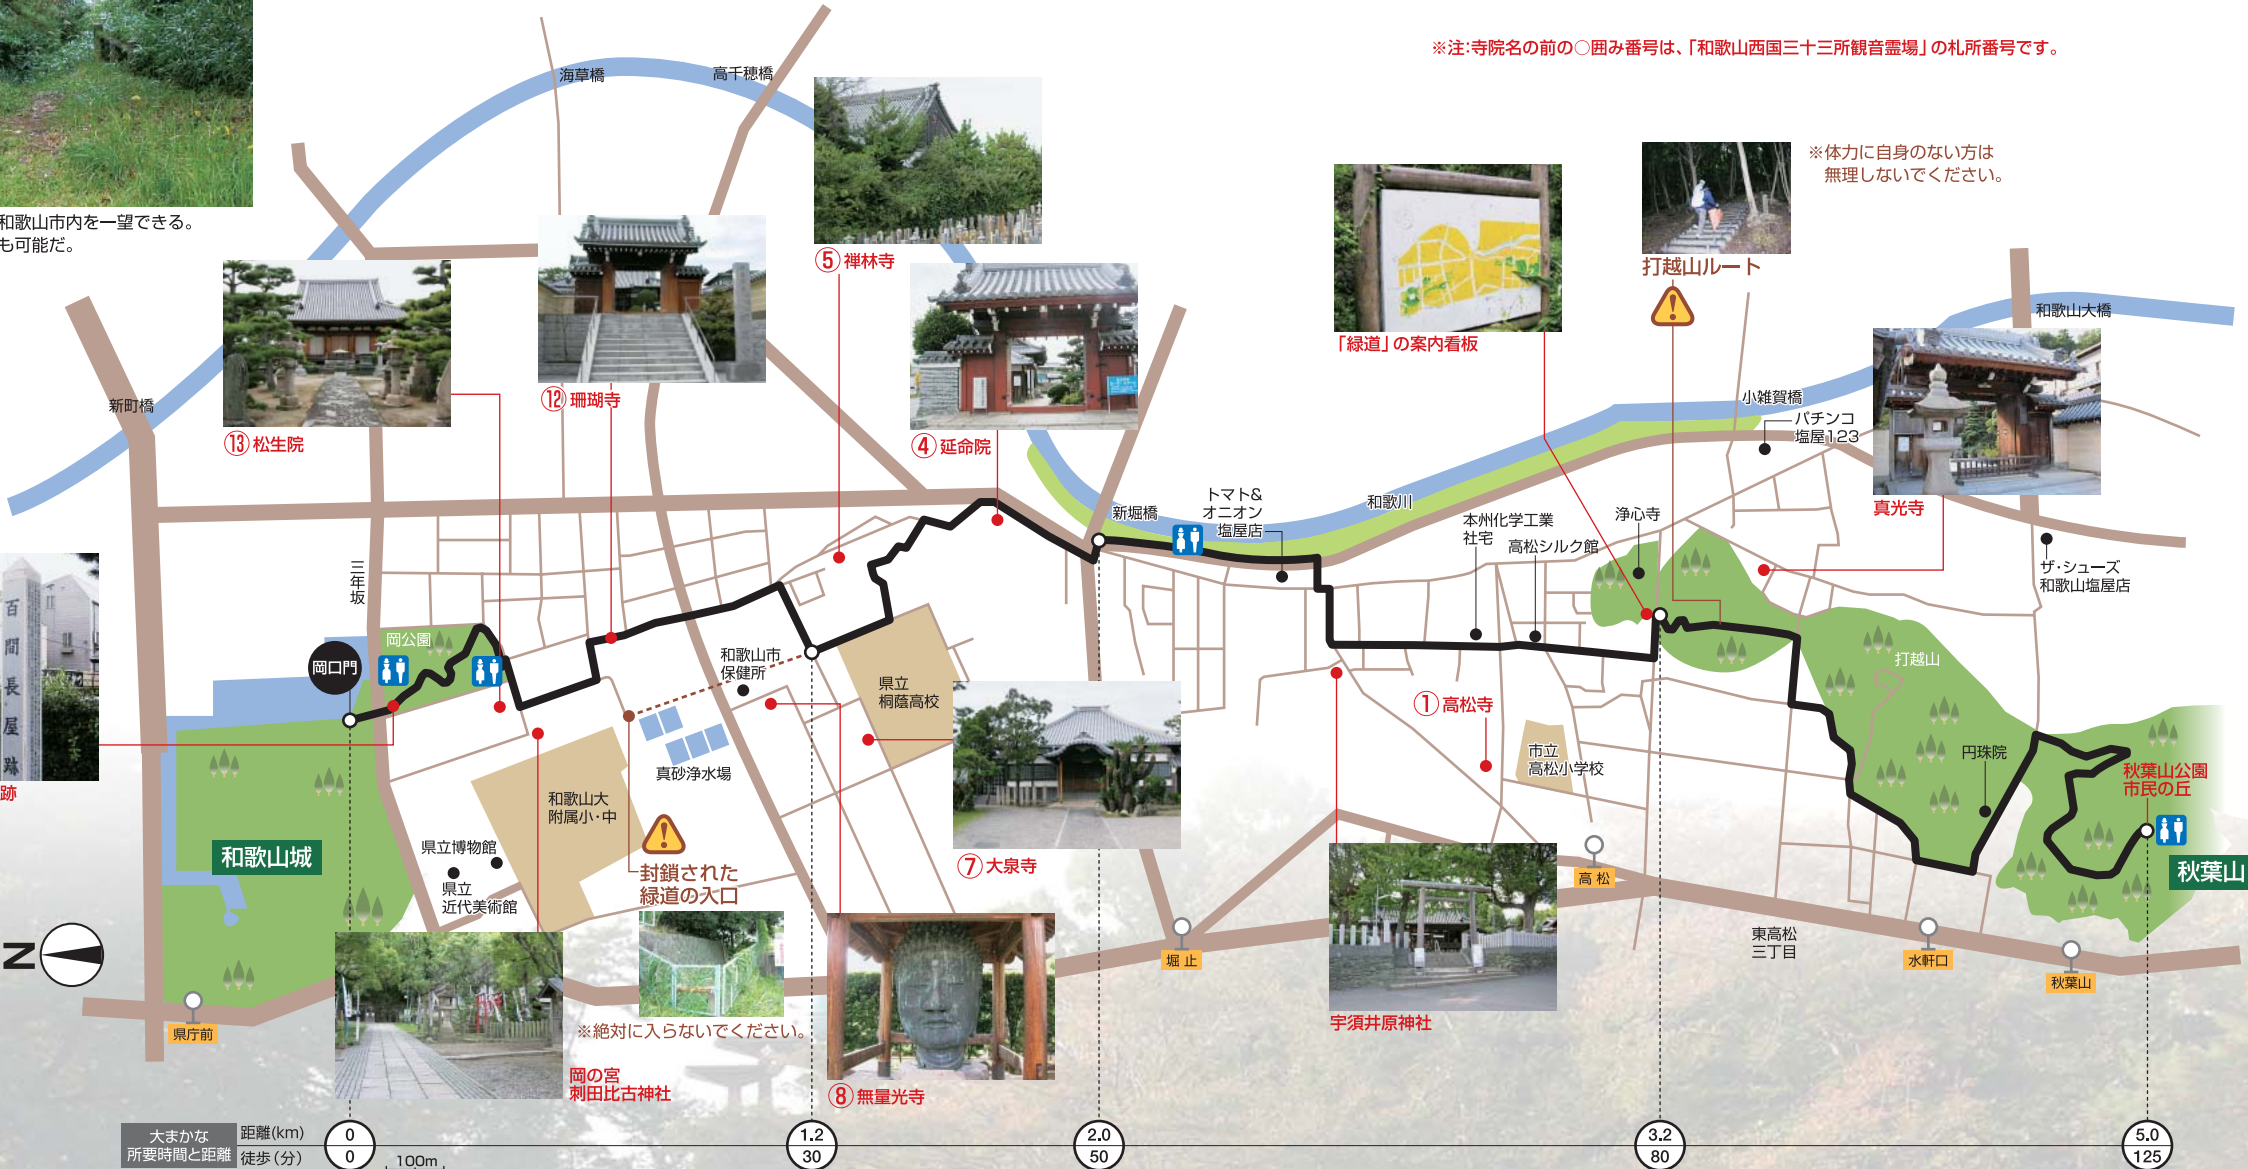 ※注:寺院名の前の○囲み番号は、「和歌山西国三十三所観音霊場」の札所番号です。
海草橋
高千穂橋
※体力に自身のない方は
無理しないでください。
和歌山市内を一望できる。
も可能だ。
⑤ 禅林寺
打越山ルート
和歌山大橋
「緑道」の案内看板
新町橋
⑫ 珊瑚寺
⑬ 松生院
④ 延命院
小雑賀橋
パチンコ
塩屋123
真光寺
新堀橋
トマト&
オニオン
塩屋店
和歌川
本州化学工業
社宅
高松シルク館
浄心寺
ザ・シューズ
和歌山塩屋店
三年坂
百間長屋跡
岡公園
岡口門
和歌山市
保健所
県立
桐蔭高校
打越山
① 高松寺
市立
高松小学校
円珠院
秋葉山公園
市民の丘
真砂浄水場
跡
和歌山大
附属小・中
和歌山城
県立博物館
県立
近代美術館
封鎖された
緑道の入口
⑦ 大泉寺
高松
秋葉山
N
堀止
東高松
三丁目
水軒口
秋葉山
県庁前
※絶対に入らないでください。
宇須井原神社
岡の宮
刺田比古神社
⑧ 無量光寺
大まかな
所要時間と距離
距離(km)
0
1.2
2.0
3.2
5.0
徒歩(分)
0
30
50
80
125
100m